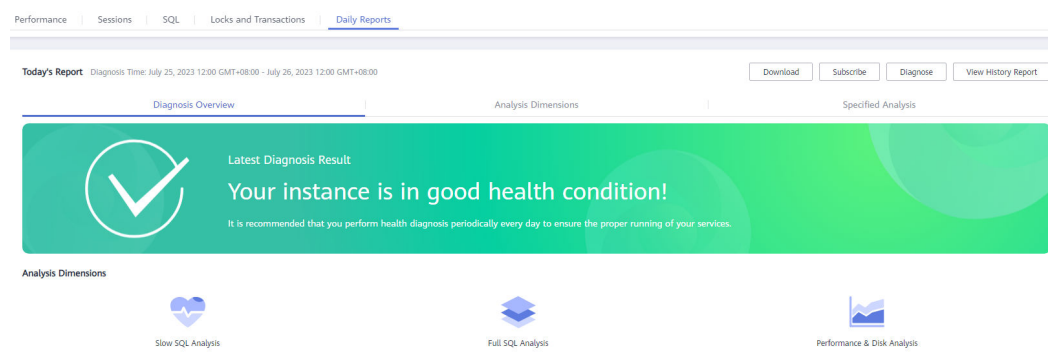 Performance Sessions SQL Locks and Transactions Daily Reports
Today's Report Diagnosis Time: July 25, 2023 12:00 GMT+08:00 - July 26, 2023 12:00 GMT+08:00 Download Subscribe Diagnose View History Report
Diagnosis Overview Analysis Dimensions Specified Analysis
Latest Diagnosis Result
Your instance is in good health condition!
It is recommended that you perform health diagnosis periodically every day to ensure the proper running of your services.
Analysis Dimensions
Slow SQL Analysis Full SQL Analysis Performance & Disk Analysis